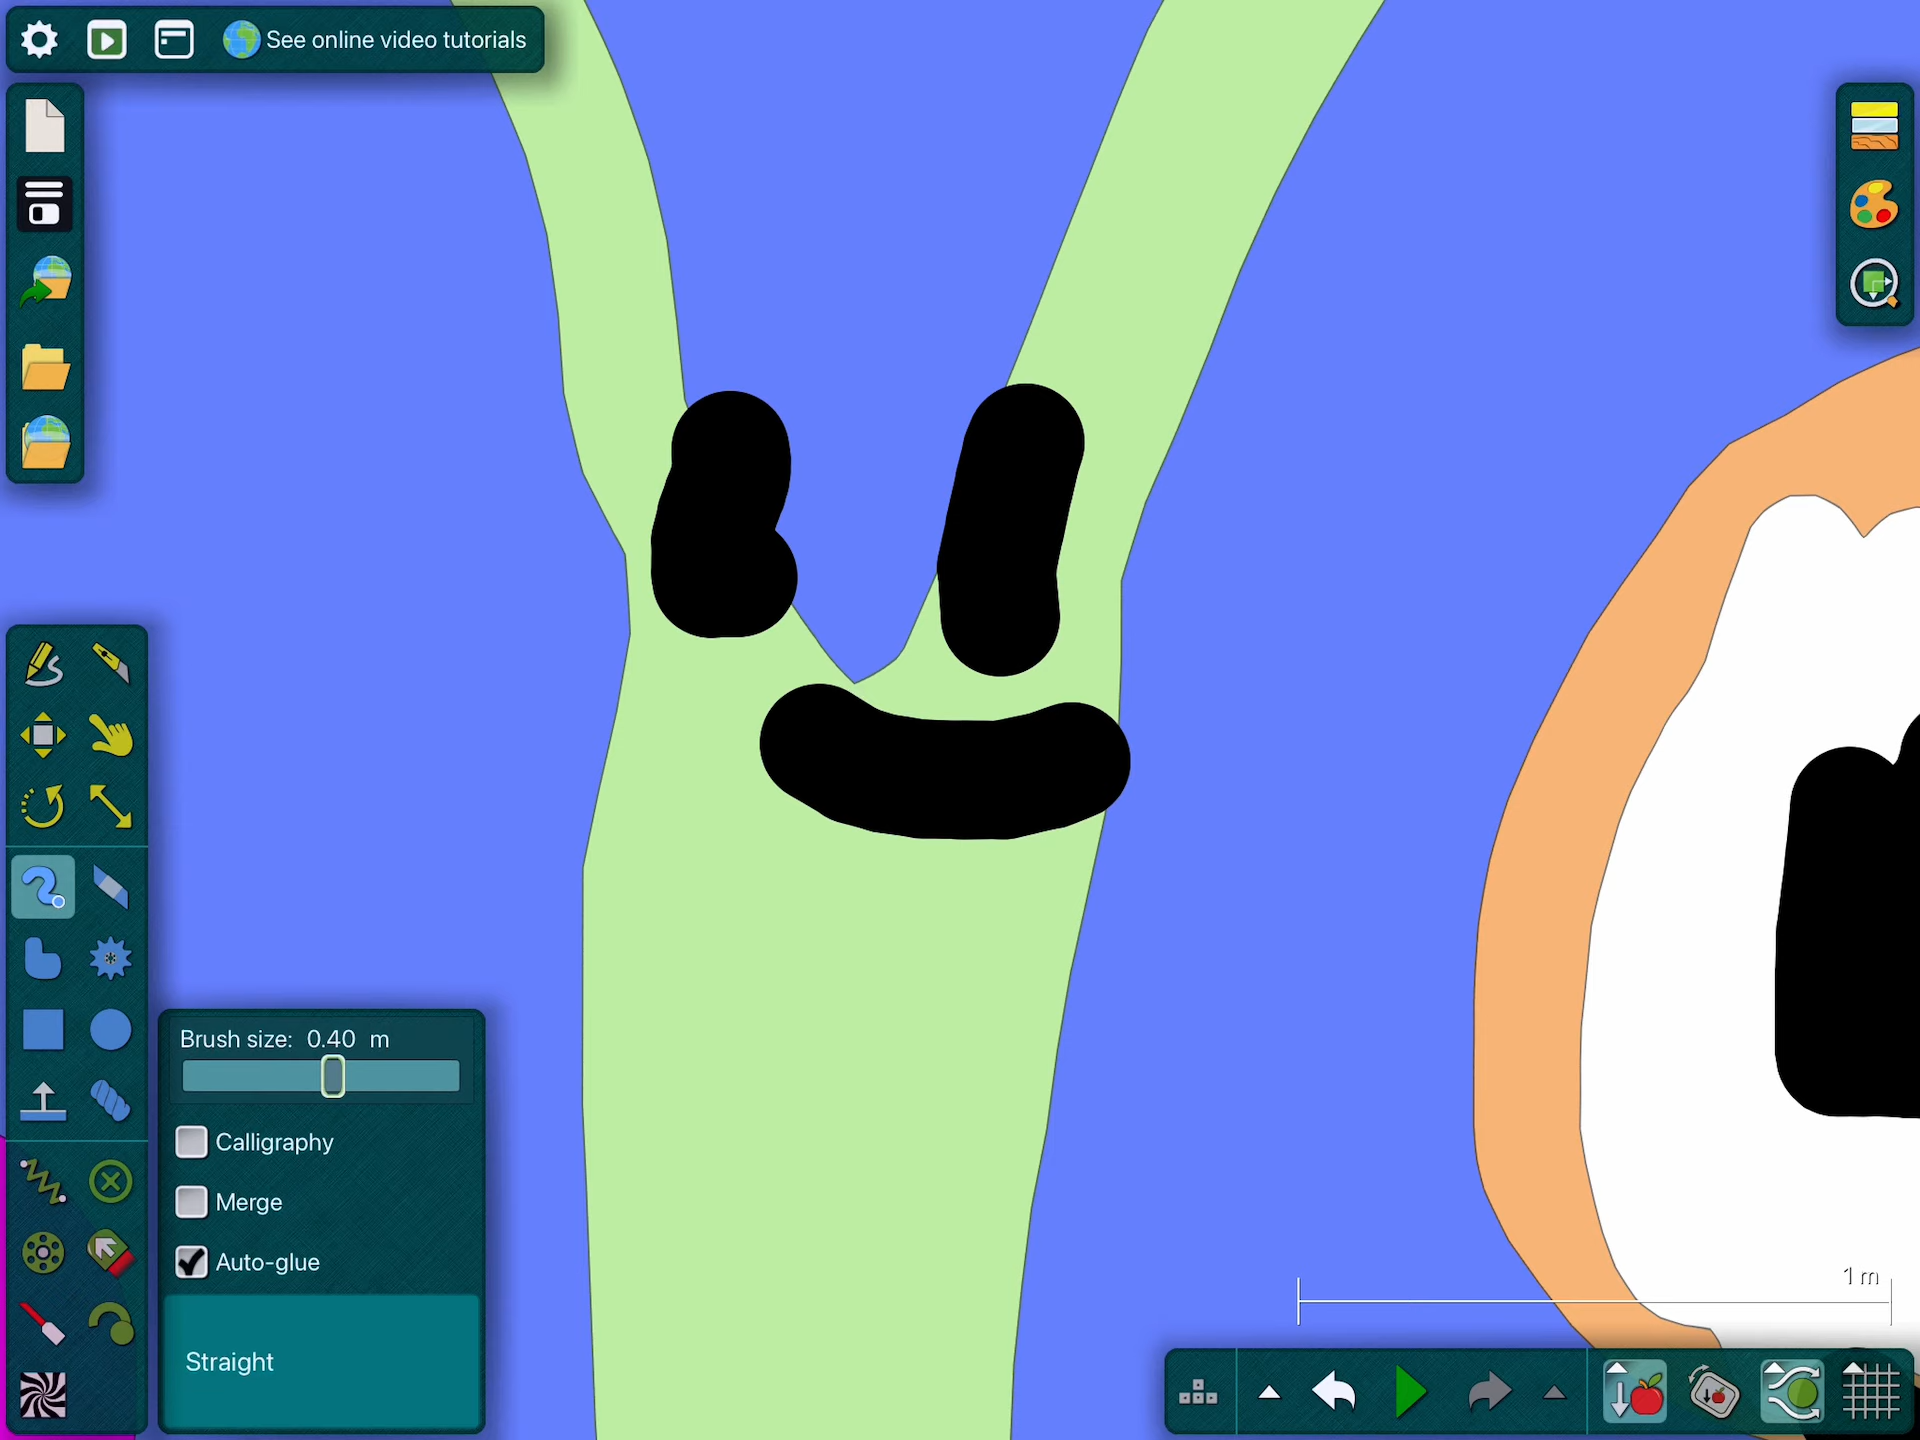 See online video tutorials
Brush size: 0.40 m
Calligraphy
Merge
Auto-glue
Straight
1 m